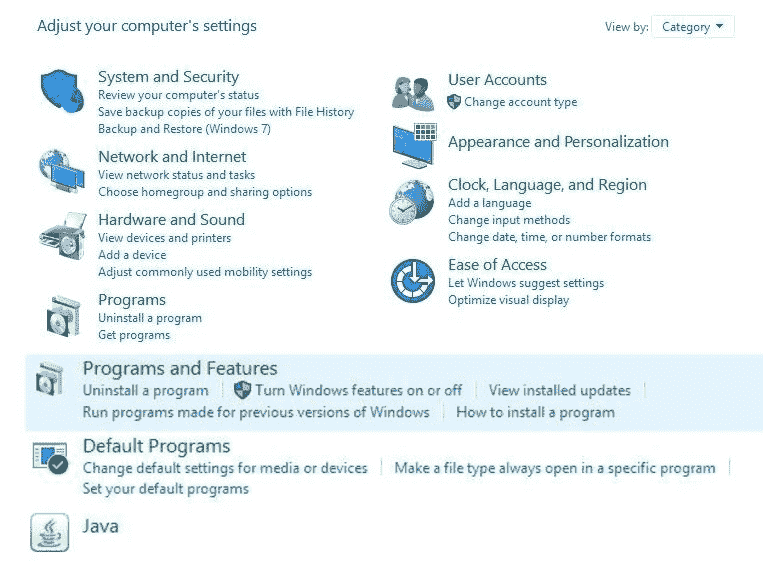 Adjust your computer's settings
View by: Category
System and Security
Review your computer's status
Save backup copies of your files with File History
Backup and Restore (Windows 7)
Network and Internet
View network status and tasks
Choose homegroup and sharing options
Hardware and Sound
View devices and printers
Add a device
Adjust commonly used mobility settings
Programs
Uninstall a program
Get programs
User Accounts
Change account type
Appearance and Personalization
Clock, Language, and Region
Add a language
Change input methods
Change date, time, or number formats
Ease of Access
Let Windows suggest settings
Optimize visual display
Programs and Features
Uninstall a program Turn Windows features on or off View installed updates
Run programs made for previous versions of Windows How to install a program
Default Programs
Change default settings for media or devices Make a file type always open in a specific program
Set your default programs
Java